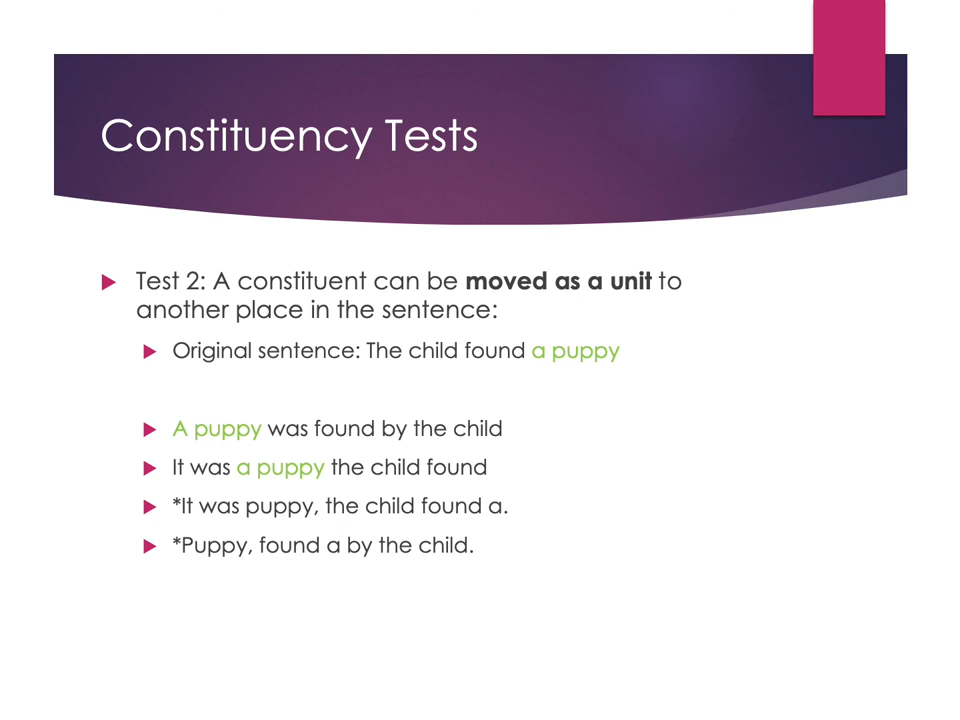 Constituency Tests
Test 2: A constituent can be moved as a unit to
another place in the sentence:
Original sentence: The child found a puppy
A puppy was found by the child
It was a puppy the child found
*It was puppy, the child found a.
*Puppy, found a by the child.